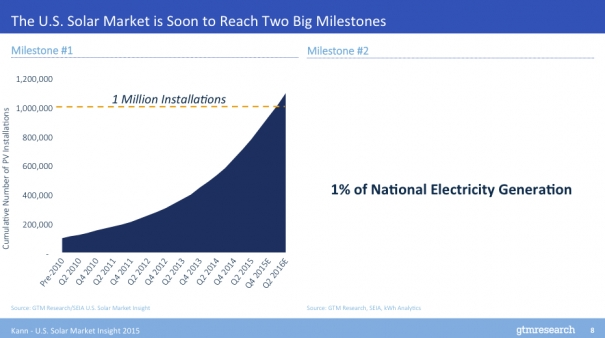 The U.S. Solar Market is Soon to Reach Two Big Milestones
Milestone #1
Cumulative Number of PV Installations
1,200,000
1,000,000
800,000
600,000
400,000
200,000
-
1 Million Installations
Pre-2010
Q2 2010
Q4 2010
Q2 2011
Q4 2011
Q2 2012
Q4 2012
Q2 2013
Q4 2013
Q2 2014
Q4 2014
Q2 2015
Q4 2015E
Q2 2016E
Source: GTM Research/SEIA U.S. Solar Market Insight
Milestone #2
1% of National Electricity Generation
Source: GTM Research, SEIA, kWh Analytics
Kann - U.S. Solar Market Insight 2015
gtmresearch
8